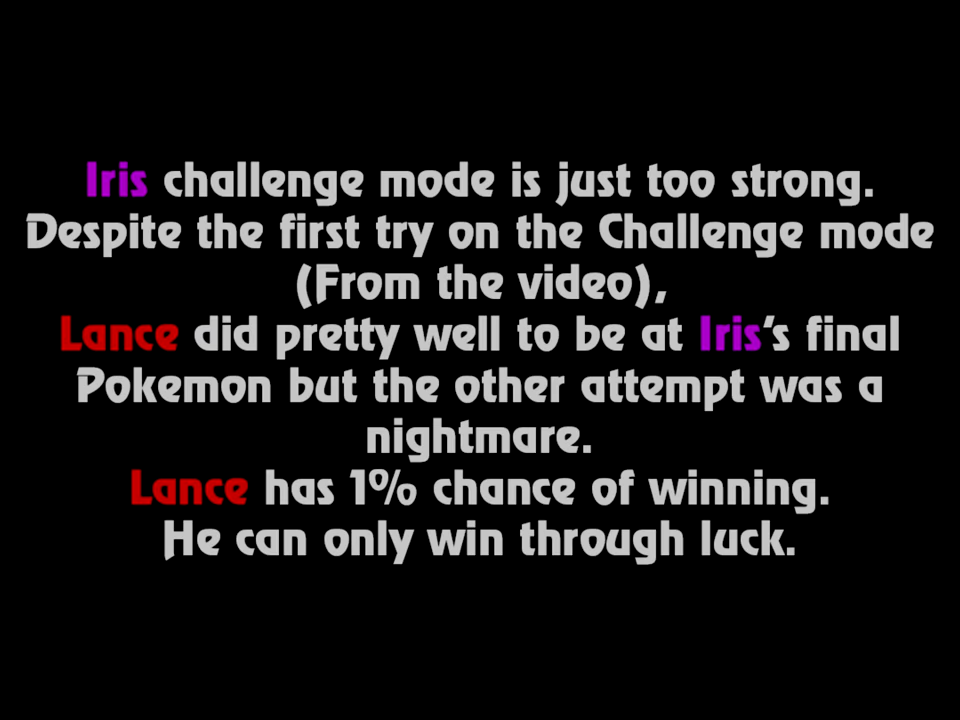 Iris challenge mode is just too strong.
Despite the first try on the Challenge mode
(From the video),
Lance did pretty well to be at Iris's final
Pokemon but the other attempt was a
nightmare.
Lance has 1% chance of winning.
He can only win through luck.